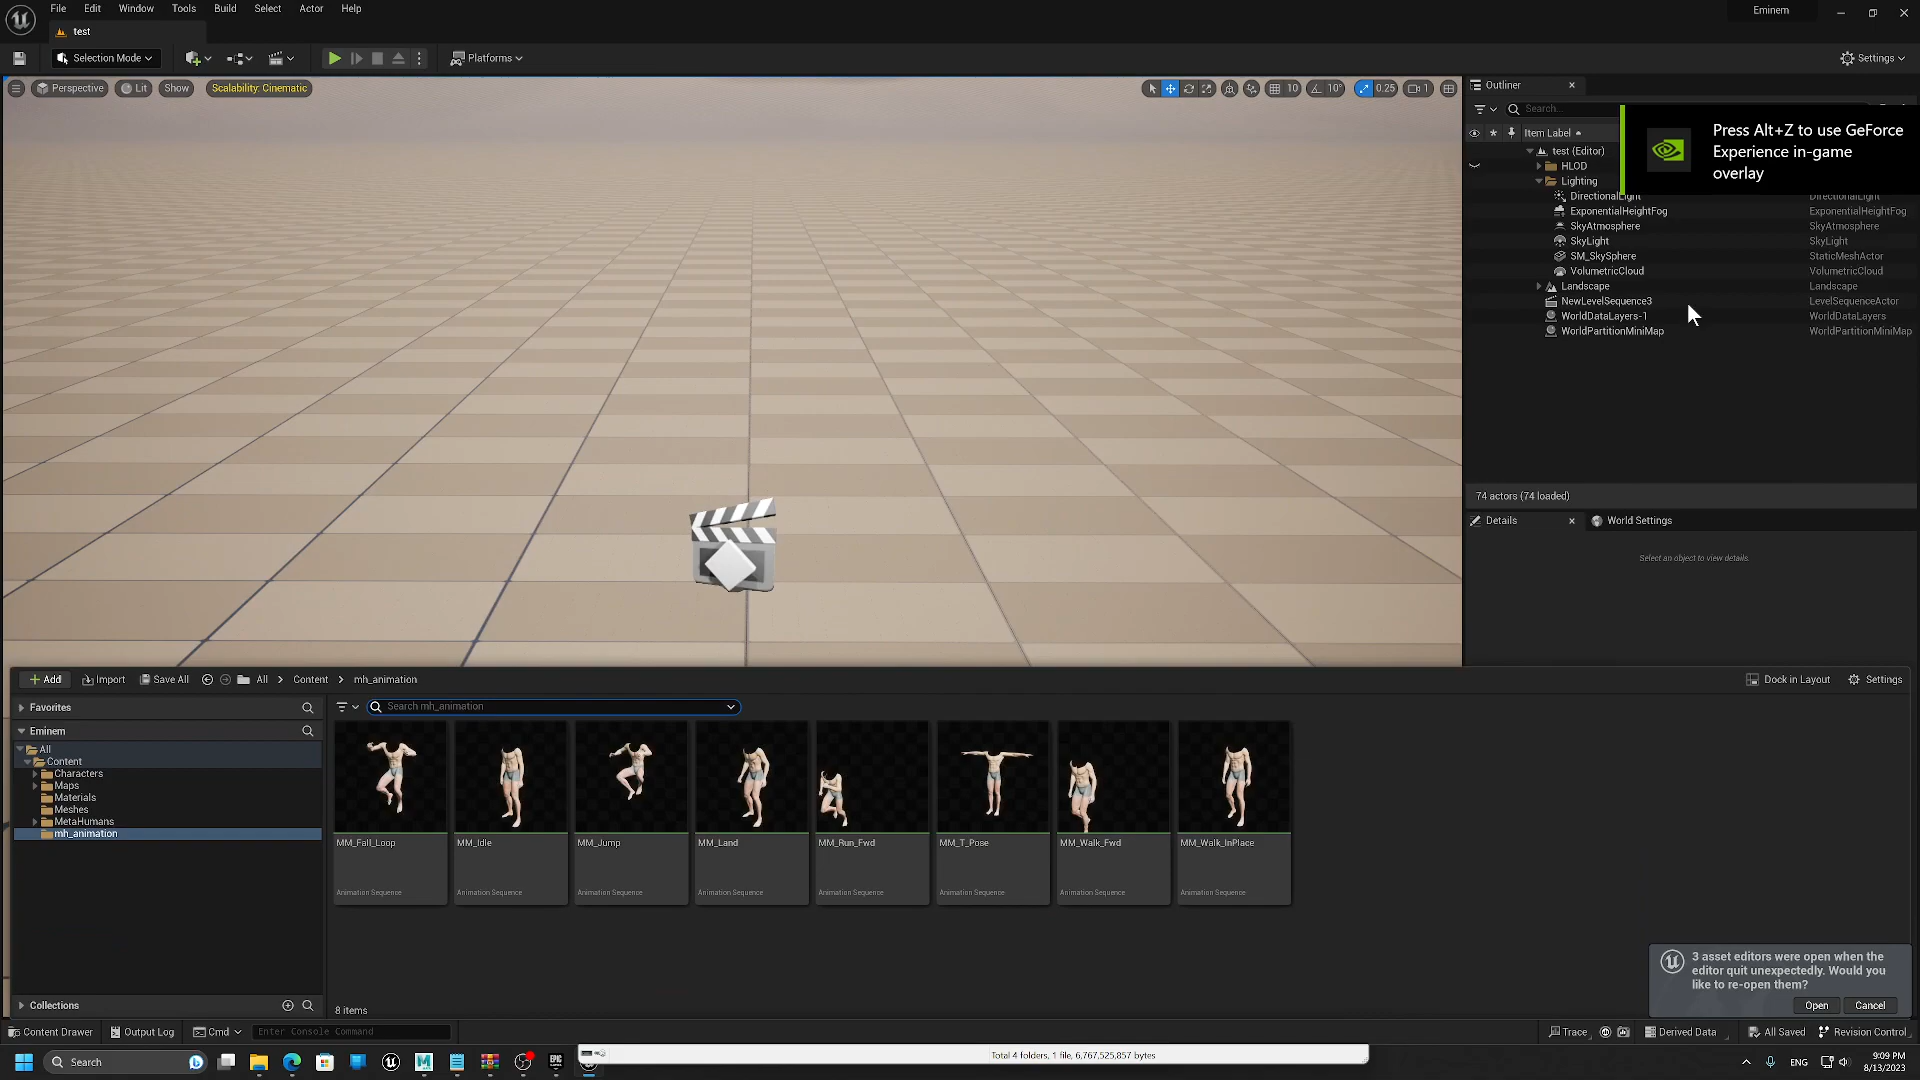 File Edit Window Tools Build Select Actor Help
Eminem
test
Selection Mode
Platforms
Settings
Perspective Lit Show Scalability: Cinematic
10 10° 0.25 1
Outliner
Search...
Item Label
Press Alt+Z to use GeForce
Experience in-game
overlay
test (Editor)
HLOD
Lighting
DirectionalLight DirectionalLight
ExponentialHeightFog ExponentialHeightFog
SkyAtmosphere SkyAtmosphere
SkyLight SkyLight
SM_SkySphere StaticMeshActor
VolumetricCloud VolumetricCloud
Landscape Landscape
NewLevelSequence3 LevelSequenceActor
WorldDataLayers-1 WorldDataLayers
WorldPartitionMiniMap WorldPartitionMiniMap
74 actors (74 loaded)
Details World Settings
Select an object to view details.
Add Import Save All All Content mh_animation
Dock in Layout Settings
Favorites
Search mh_animation
Eminem
All
Content
Characters
Maps
Materials
Meshes
MetaHumans
mh_animation
MM_Fall_Loop MM_Idle MM_Jump MM_Land MM_Run_Fwd MM_T_Pose MM_Walk_Fwd MM_Walk_InPlace
Animation Sequence Animation Sequence Animation Sequence Animation Sequence Animation Sequence Animation Sequence Animation Sequence Animation Sequence
3 asset editors were open when the
editor quit unexpectedly. Would you
like to re-open them?
Open Cancel
Collections
8 items
Content Drawer Output Log Cmd Enter Console Command
Trace Derived Data All Saved Revision Control
Search
Total 4 folders, 1 file, 6,767,525,857 bytes
ENG
9:09 PM
8/13/2023